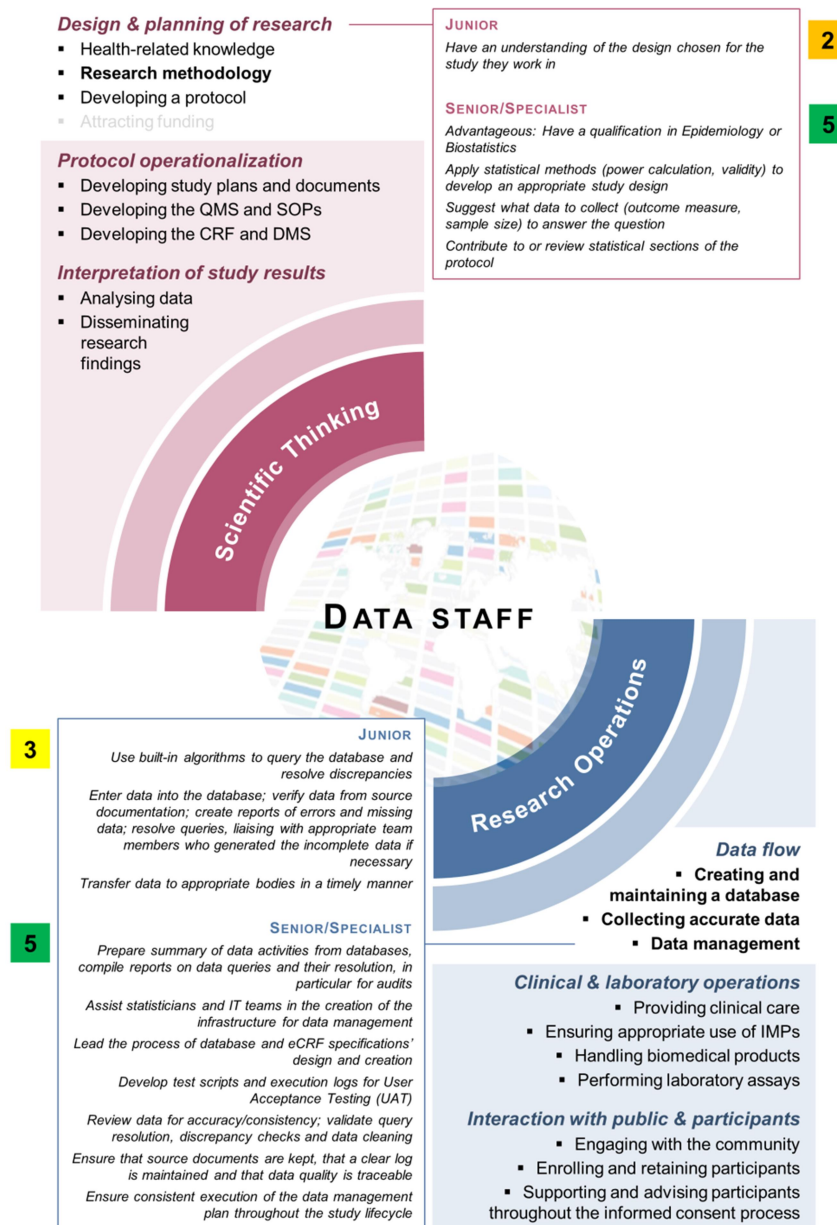 Design & planning of research
▪ Health-related knowledge
▪ Research methodology
▪ Developing a protocol
▪ Attracting funding
JUNIOR
Have an understanding of the design chosen for the
study they work in
2
SENIOR/SPECIALIST
Advantageous: Have a qualification in Epidemiology or
Biostatistics
Apply statistical methods (power calculation, validity) to
develop an appropriate study design
Suggest what data to collect (outcome measure,
sample size) to answer the question
Contribute to or review statistical sections of the
protocol
5
Protocol operationalization
▪ Developing study plans and documents
▪ Developing the QMS and SOPs
▪ Developing the CRF and DMS
Interpretation of study results
▪ Analysing data
▪ Disseminating
research
findings
Scientific Thinking
DATA STAFF
Research Operations
3
JUNIOR
Use built-in algorithms to query the database and
resolve discrepancies
Enter data into the database; verify data from source
documentation; create reports of errors and missing
data; resolve queries, liaising with appropriate team
members who generated the incomplete data if
necessary
Transfer data to appropriate bodies in a timely manner
5
SENIOR/SPECIALIST
Prepare summary of data activities from databases,
compile reports on data queries and their resolution, in
particular for audits
Assist statisticians and IT teams in the creation of the
infrastructure for data management
Lead the process of database and eCRF specifications’
design and creation
Develop test scripts and execution logs for User
Acceptance Testing (UAT)
Review data for accuracy/consistency; validate query
resolution, discrepancy checks and data cleaning
Ensure that source documents are kept, that a clear log
is maintained and that data quality is traceable
Ensure consistent execution of the data management
plan throughout the study lifecycle
Data flow
▪ Creating and
maintaining a database
▪ Collecting accurate data
▪ Data management
Clinical & laboratory operations
▪ Providing clinical care
▪ Ensuring appropriate use of IMPs
▪ Handling biomedical products
▪ Performing laboratory assays
Interaction with public & participants
▪ Engaging with the community
▪ Enrolling and retaining participants
▪ Supporting and advising participants
throughout the informed consent process